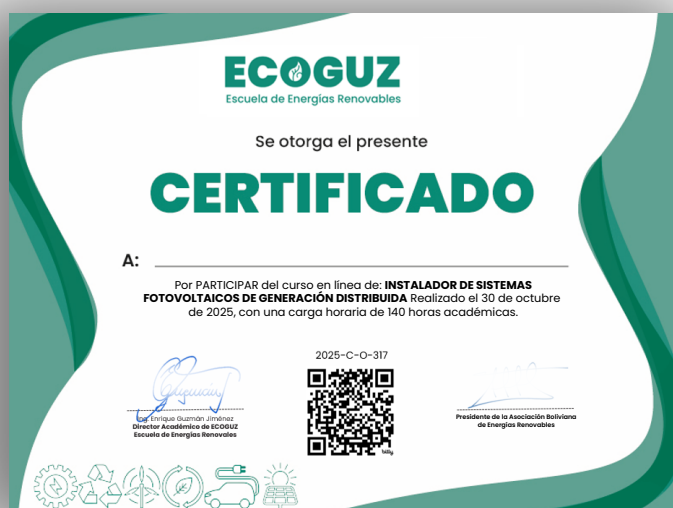 ECOGUZ
Escuela de Energías Renovables
Se otorga el presente
CERTIFICADO
A:
Por PARTICIPAR del curso en línea de: INSTALADOR DE SISTEMAS
FOTOVOLTAICOS DE GENERACIÓN DISTRIBUIDA Realizado el 30 de octubre
de 2025, con una carga horaria de 140 horas académicas.
2025-C-O-317
Ing. Enrique Guzmán Jiménez
Director Académico de ECOGUZ
Escuela de Energías Renovales
Presidente de la Asociación Boliviana
de Energías Renovables
bitly